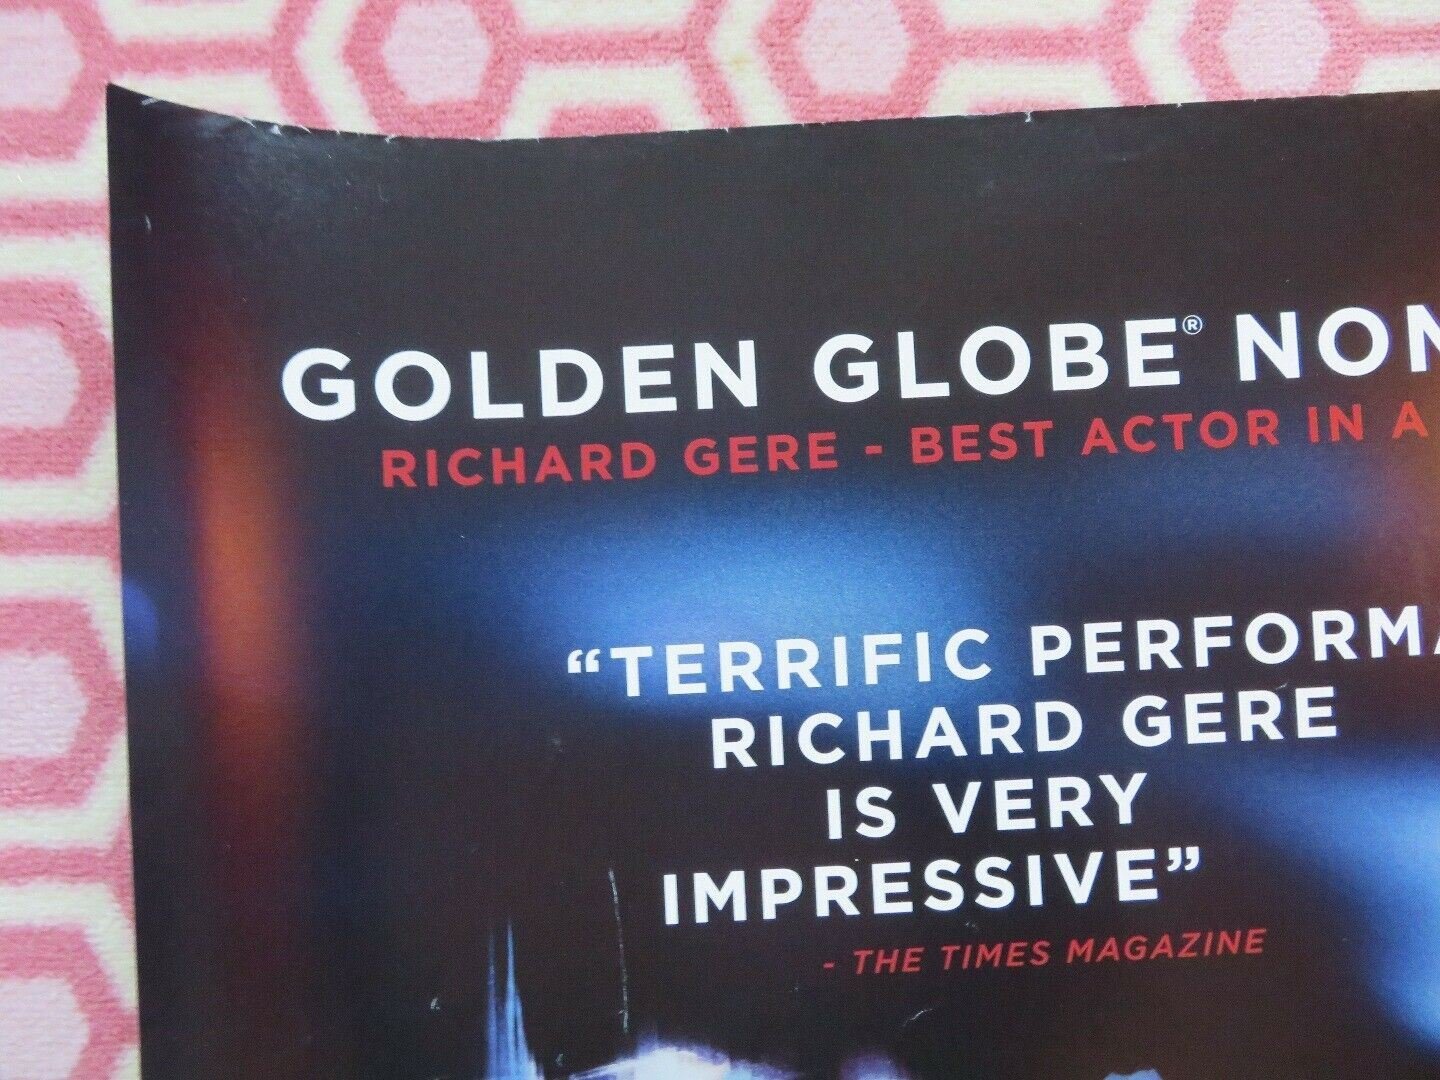 GOLDEN GLOBE® NOM
RICHARD GERE - BEST ACTOR IN A
“TERRIFIC PERFORMA
RICHARD GERE
IS VERY
IMPRESSIVE”
- THE TIMES MAGAZINE